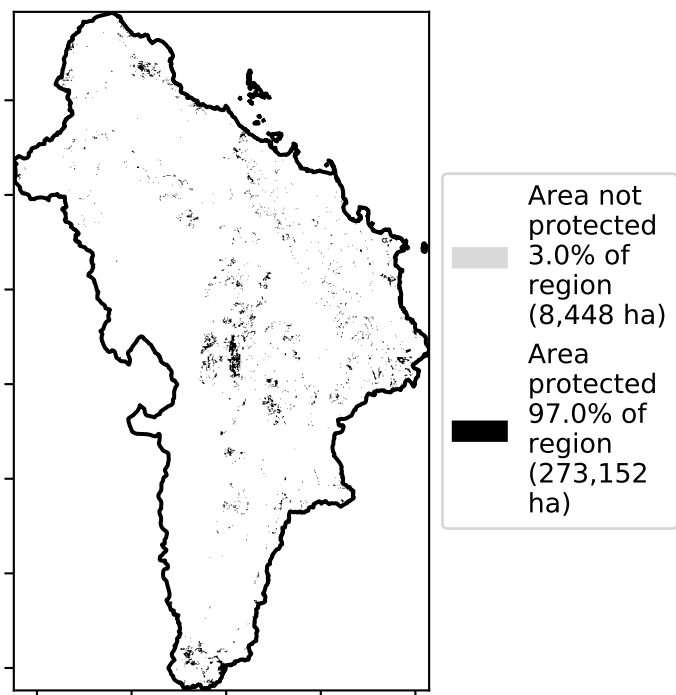 Area not
protected
3.0% of
region
(8,448 ha)
Area
protected
97.0% of
region
(273,152
ha)